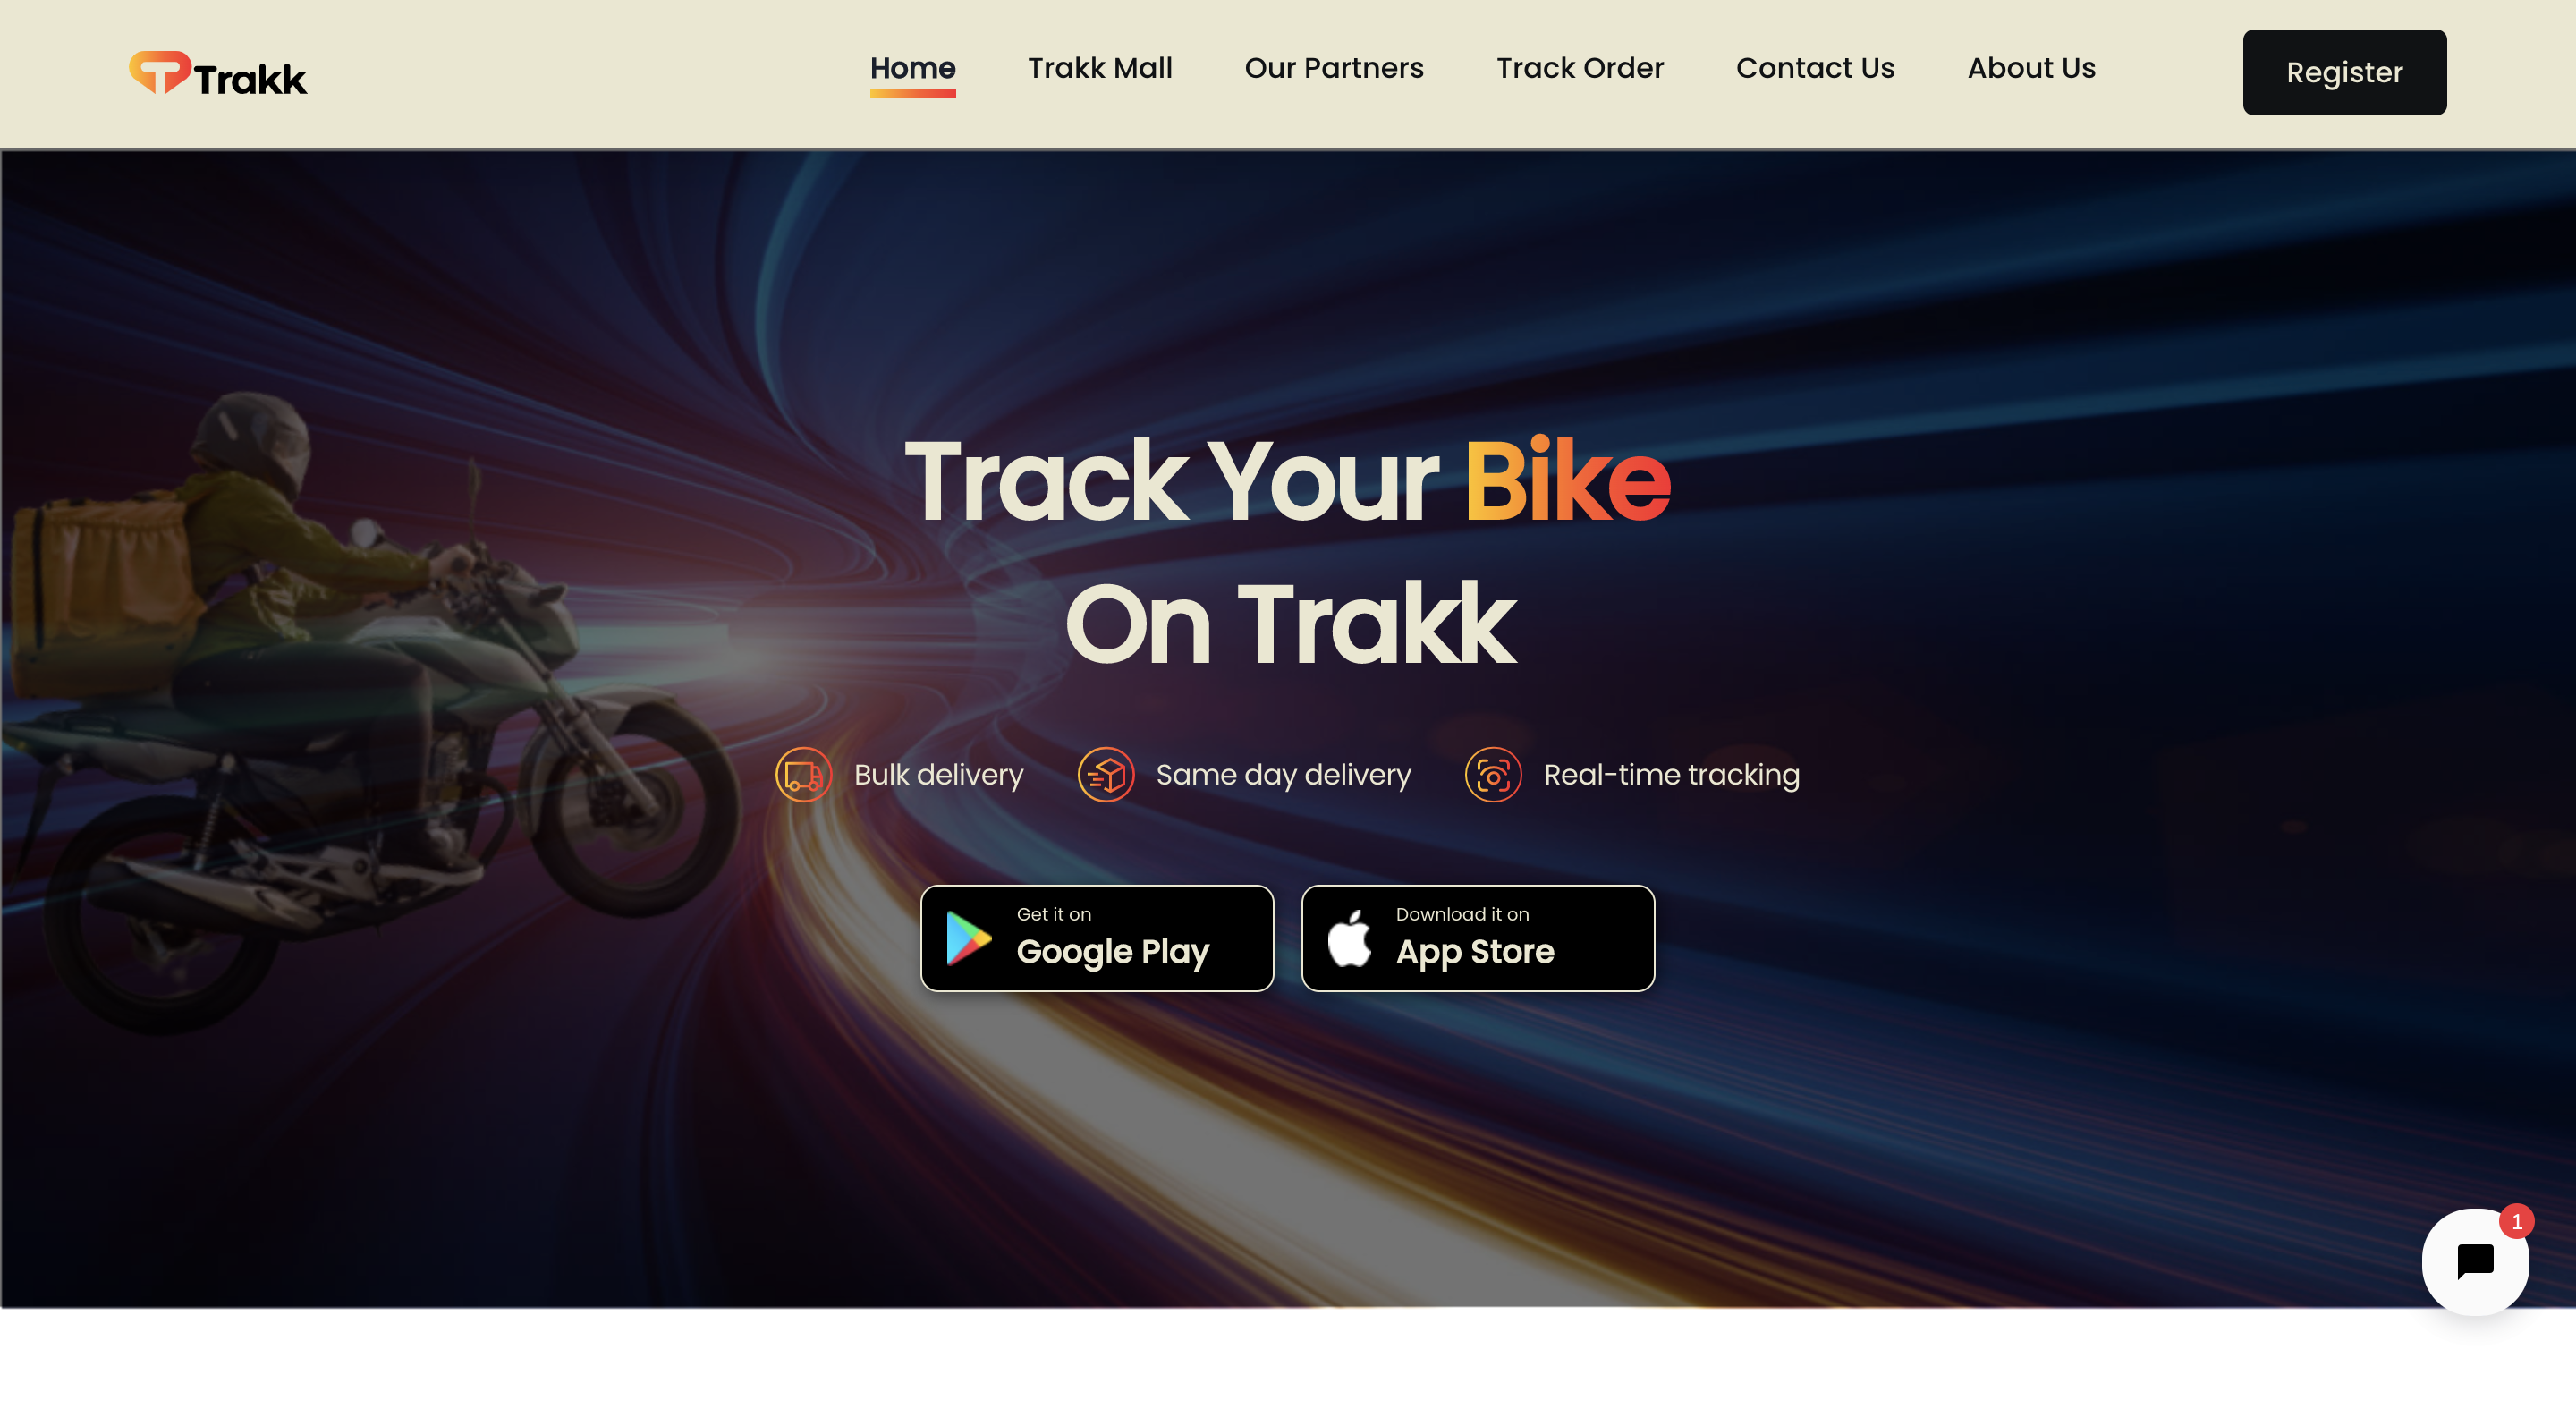 Trakk
Home
Trakk Mall
Our Partners
Track Order
Contact Us
About Us
Register
Track Your Bike
On Trakk
Bulk delivery
Same day delivery
Real-time tracking
Get it on
Google Play
Download it on
App Store
1